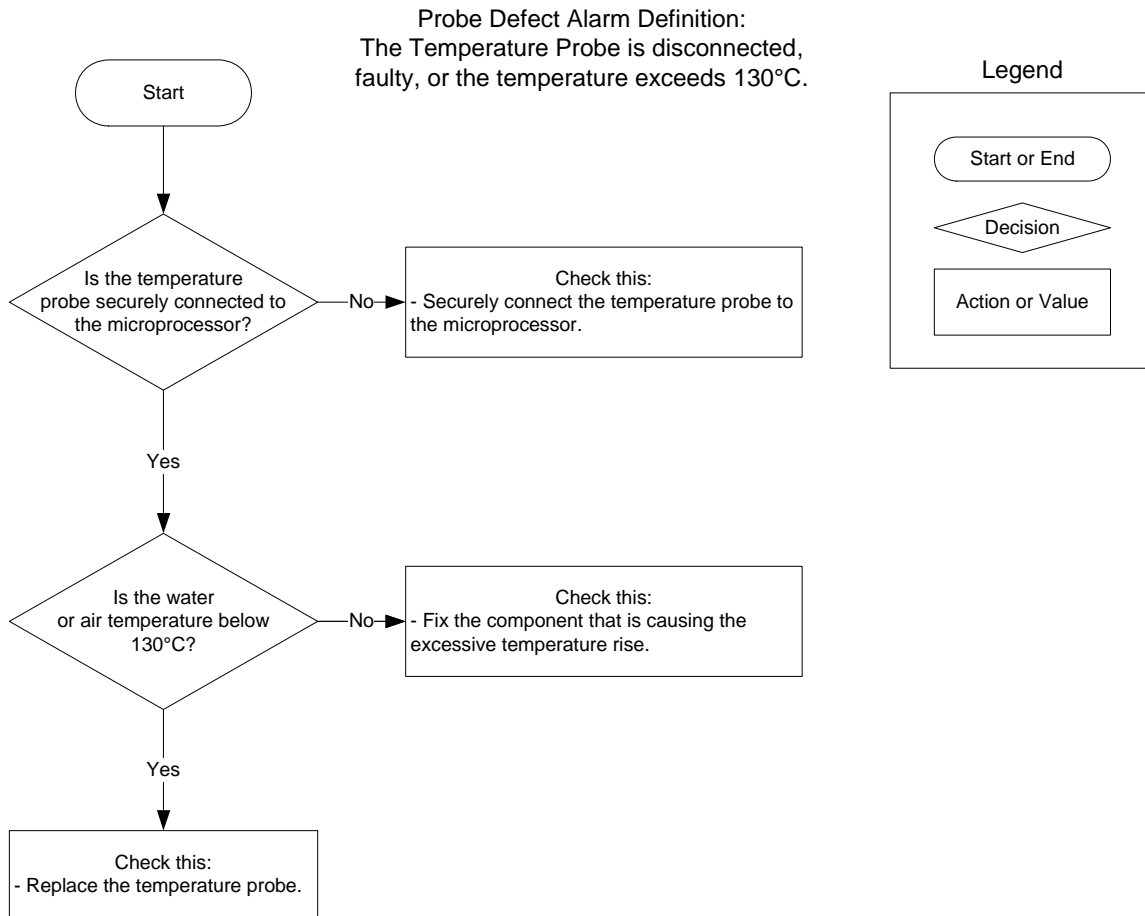 Probe Defect Alarm Definition:
The Temperature Probe is disconnected,
faulty, or the temperature exceeds 130°C.
Start
Is the temperature
probe securely connected to
the microprocessor?
No
Check this:
- Securely connect the temperature probe to
the microprocessor.
Yes
Is the water
or air temperature below
130°C?
No
Check this:
- Fix the component that is causing the
excessive temperature rise.
Yes
Check this:
- Replace the temperature probe.
Legend
Start or End
Decision
Action or Value